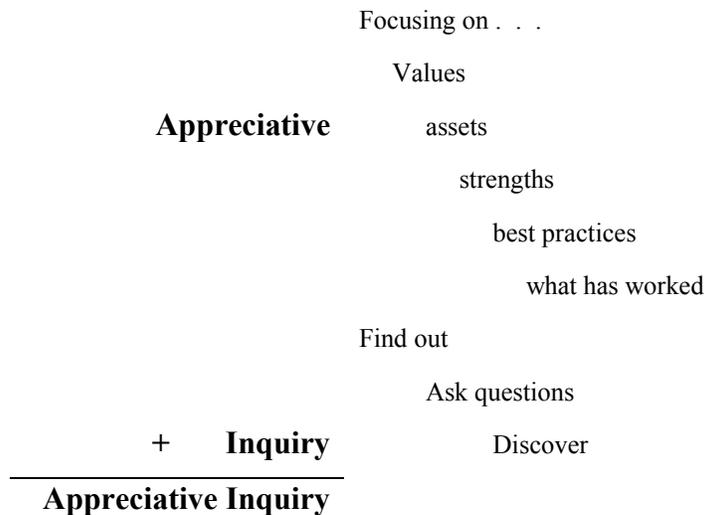 Focusing on . . .
Values
Appreciative assets
strengths
best practices
what has worked
Find out
Ask questions
+ Inquiry Discover
Appreciative Inquiry